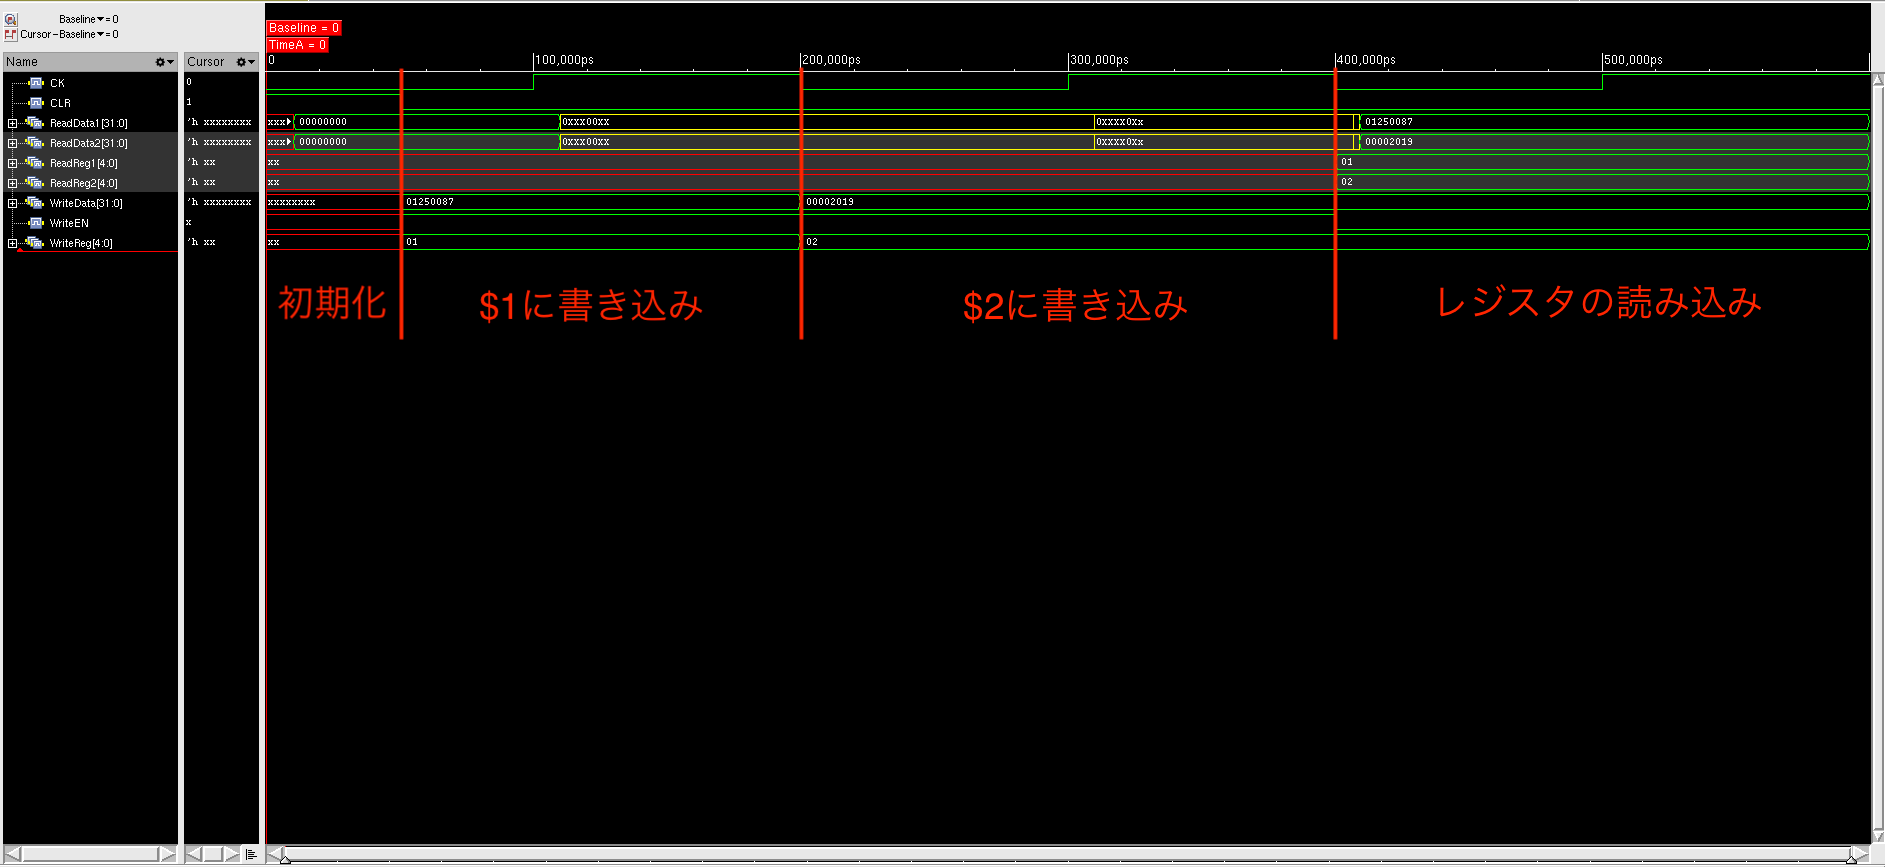 Baseline▼=0
Cursor-Baseline▼=0
Baseline = 0
TimeA = 0
Name
Cursor
0
100,000ps
200,000ps
300,000ps
400,000ps
500,000ps
CK
0
CLR
1
ReadData1[31:0]
'h xxxxxxxx
xxx
00000000
0xxx00xx
0xxxx0xx
01250087
ReadData2[31:0]
'h xxxxxxxx
xxx
00000000
0xxx00xx
0xxxx0xx
00002019
ReadReg1[4:0]
'h xx
xx
01
ReadReg2[4:0]
'h xx
xx
02
WriteData[31:0]
'h xxxxxxxx
xxxxxxxx
01250087
00002019
WriteEN
x
WriteReg[4:0]
'h xx
xx
01
02
初期化
$1に書き込み
$2に書き込み
レジスタの読み込み